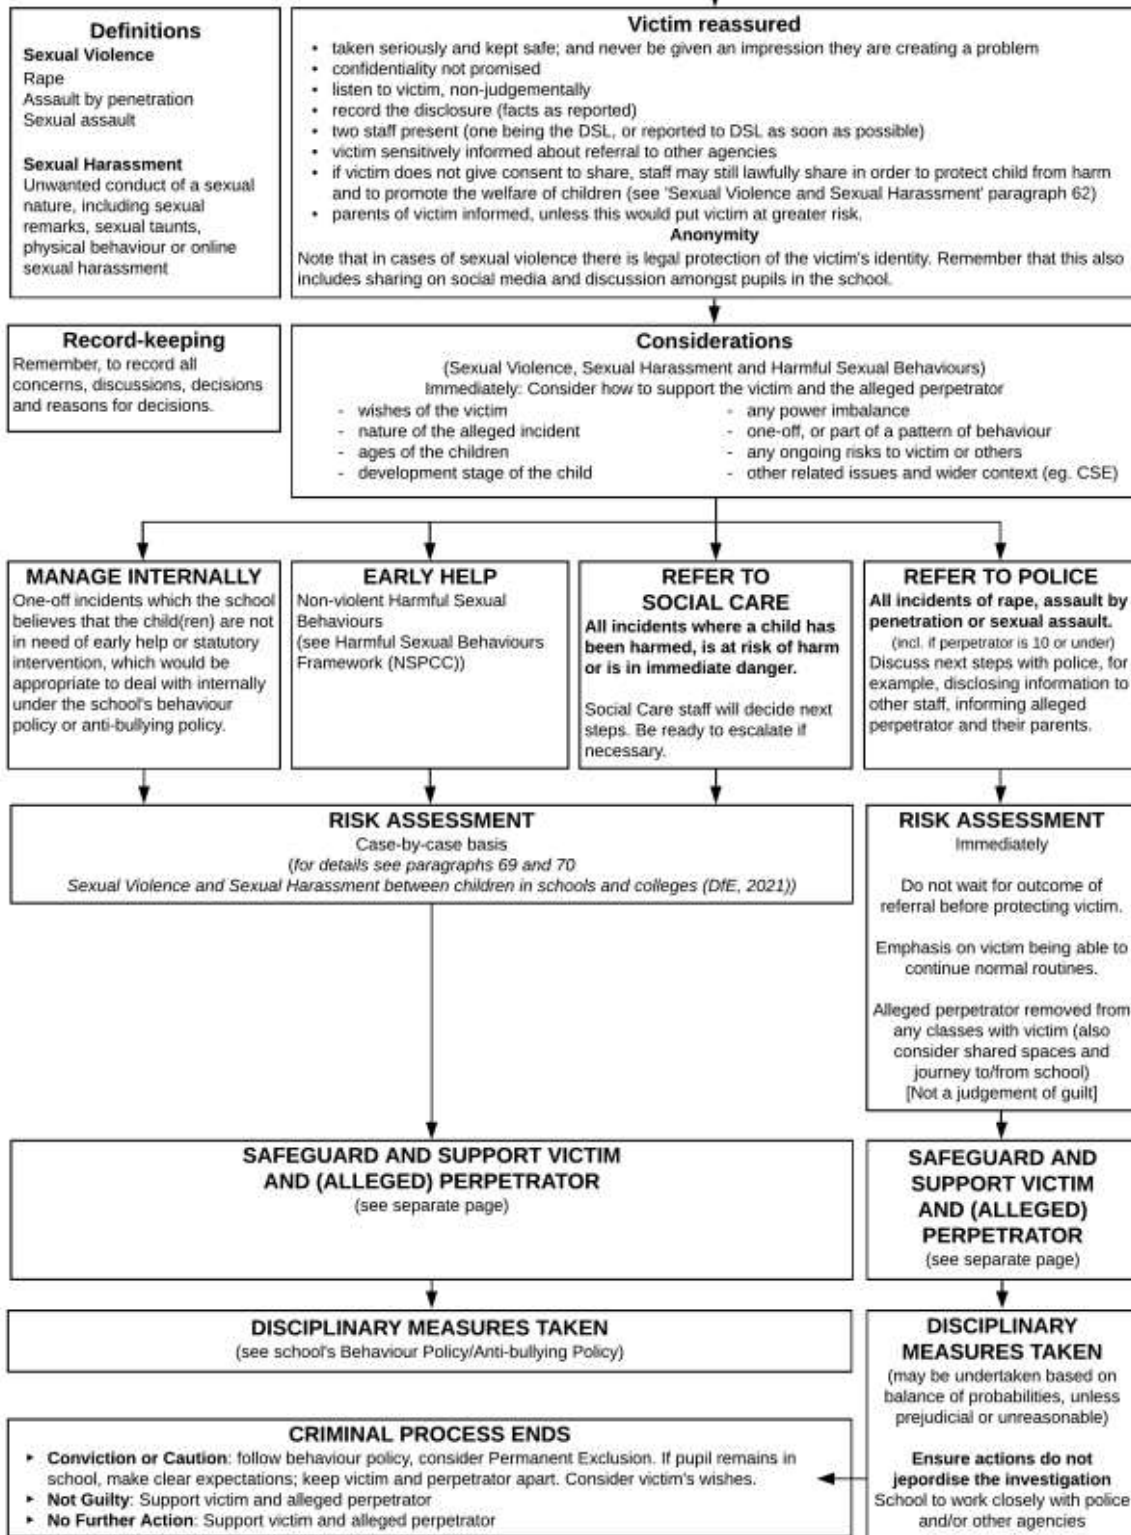 Definitions
Sexual Violence
Rape
Assault by penetration
Sexual assault
Sexual Harassment
Unwanted conduct of a sexual
nature, including sexual
remarks, sexual taunts,
physical behaviour or online
sexual harassment
Victim reassured
• taken seriously and kept safe; and never be given an impression they are creating a problem
• confidentiality not promised
• listen to victim, non-judgementally
• record the disclosure (facts as reported)
• two staff present (one being the DSL, or reported to DSL as soon as possible)
• victim sensitively informed about referral to other agencies
• if victim does not give consent to share, staff may still lawfully share in order to protect child from harm
and to promote the welfare of children (see 'Sexual Violence and Sexual Harassment' paragraph 62)
• parents of victim informed, unless this would put victim at greater risk.
Anonymity
Note that in cases of sexual violence there is legal protection of the victim's identity. Remember that this also
includes sharing on social media and discussion amongst pupils in the school.
Record-keeping
Remember, to record all
concerns, discussions, decisions
and reasons for decisions.
Considerations
(Sexual Violence, Sexual Harassment and Harmful Sexual Behaviours)
Immediately: Consider how to support the victim and the alleged perpetrator
- wishes of the victim
- nature of the alleged incident
- ages of the children
- development stage of the child
- any power imbalance
- one-off, or part of a pattern of behaviour
- any ongoing risks to victim or others
- other related issues and wider context (eg. CSE)
MANAGE INTERNALLY
One-off incidents which the school
believes that the child(ren) are not
in need of early help or statutory
intervention, which would be
appropriate to deal with internally
under the school's behaviour
policy or anti-bullying policy.
EARLY HELP
Non-violent Harmful Sexual
Behaviours
(see Harmful Sexual Behaviours
Framework (NSPCC))
REFER TO
SOCIAL CARE
All incidents where a child has
been harmed, is at risk of harm
or is in immediate danger.
Social Care staff will decide next
steps. Be ready to escalate if
necessary.
REFER TO POLICE
All incidents of rape, assault by
penetration or sexual assault.
(incl. if perpetrator is 10 or under)
Discuss next steps with police, for
example, disclosing information to
other staff, informing alleged
perpetrator and their parents.
RISK ASSESSMENT
Case-by-case basis
(for details see paragraphs 69 and 70
Sexual Violence and Sexual Harassment between children in schools and colleges (DfE, 2021))
RISK ASSESSMENT
Immediately
Do not wait for outcome of
referral before protecting victim.
Emphasis on victim being able to
continue normal routines.
Alleged perpetrator removed from
any classes with victim (also
consider shared spaces and
journey to/from school)
[Not a judgement of guilt]
SAFEGUARD AND SUPPORT VICTIM
AND (ALLEGED) PERPETRATOR
(see separate page)
SAFEGUARD AND
SUPPORT VICTIM
AND (ALLEGED)
PERPETRATOR
(see separate page)
DISCIPLINARY MEASURES TAKEN
(see school's Behaviour Policy/Anti-bullying Policy)
DISCIPLINARY
MEASURES TAKEN
(may be undertaken based on
balance of probabilities, unless
prejudicial or unreasonable)
Ensure actions do not
jepordise the investigation
School to work closely with police
and/or other agencies
CRIMINAL PROCESS ENDS
▸ Conviction or Caution: follow behaviour policy, consider Permanent Exclusion. If pupil remains in
school, make clear expectations; keep victim and perpetrator apart. Consider victim's wishes.
▸ Not Guilty: Support victim and alleged perpetrator
▸ No Further Action: Support victim and alleged perpetrator